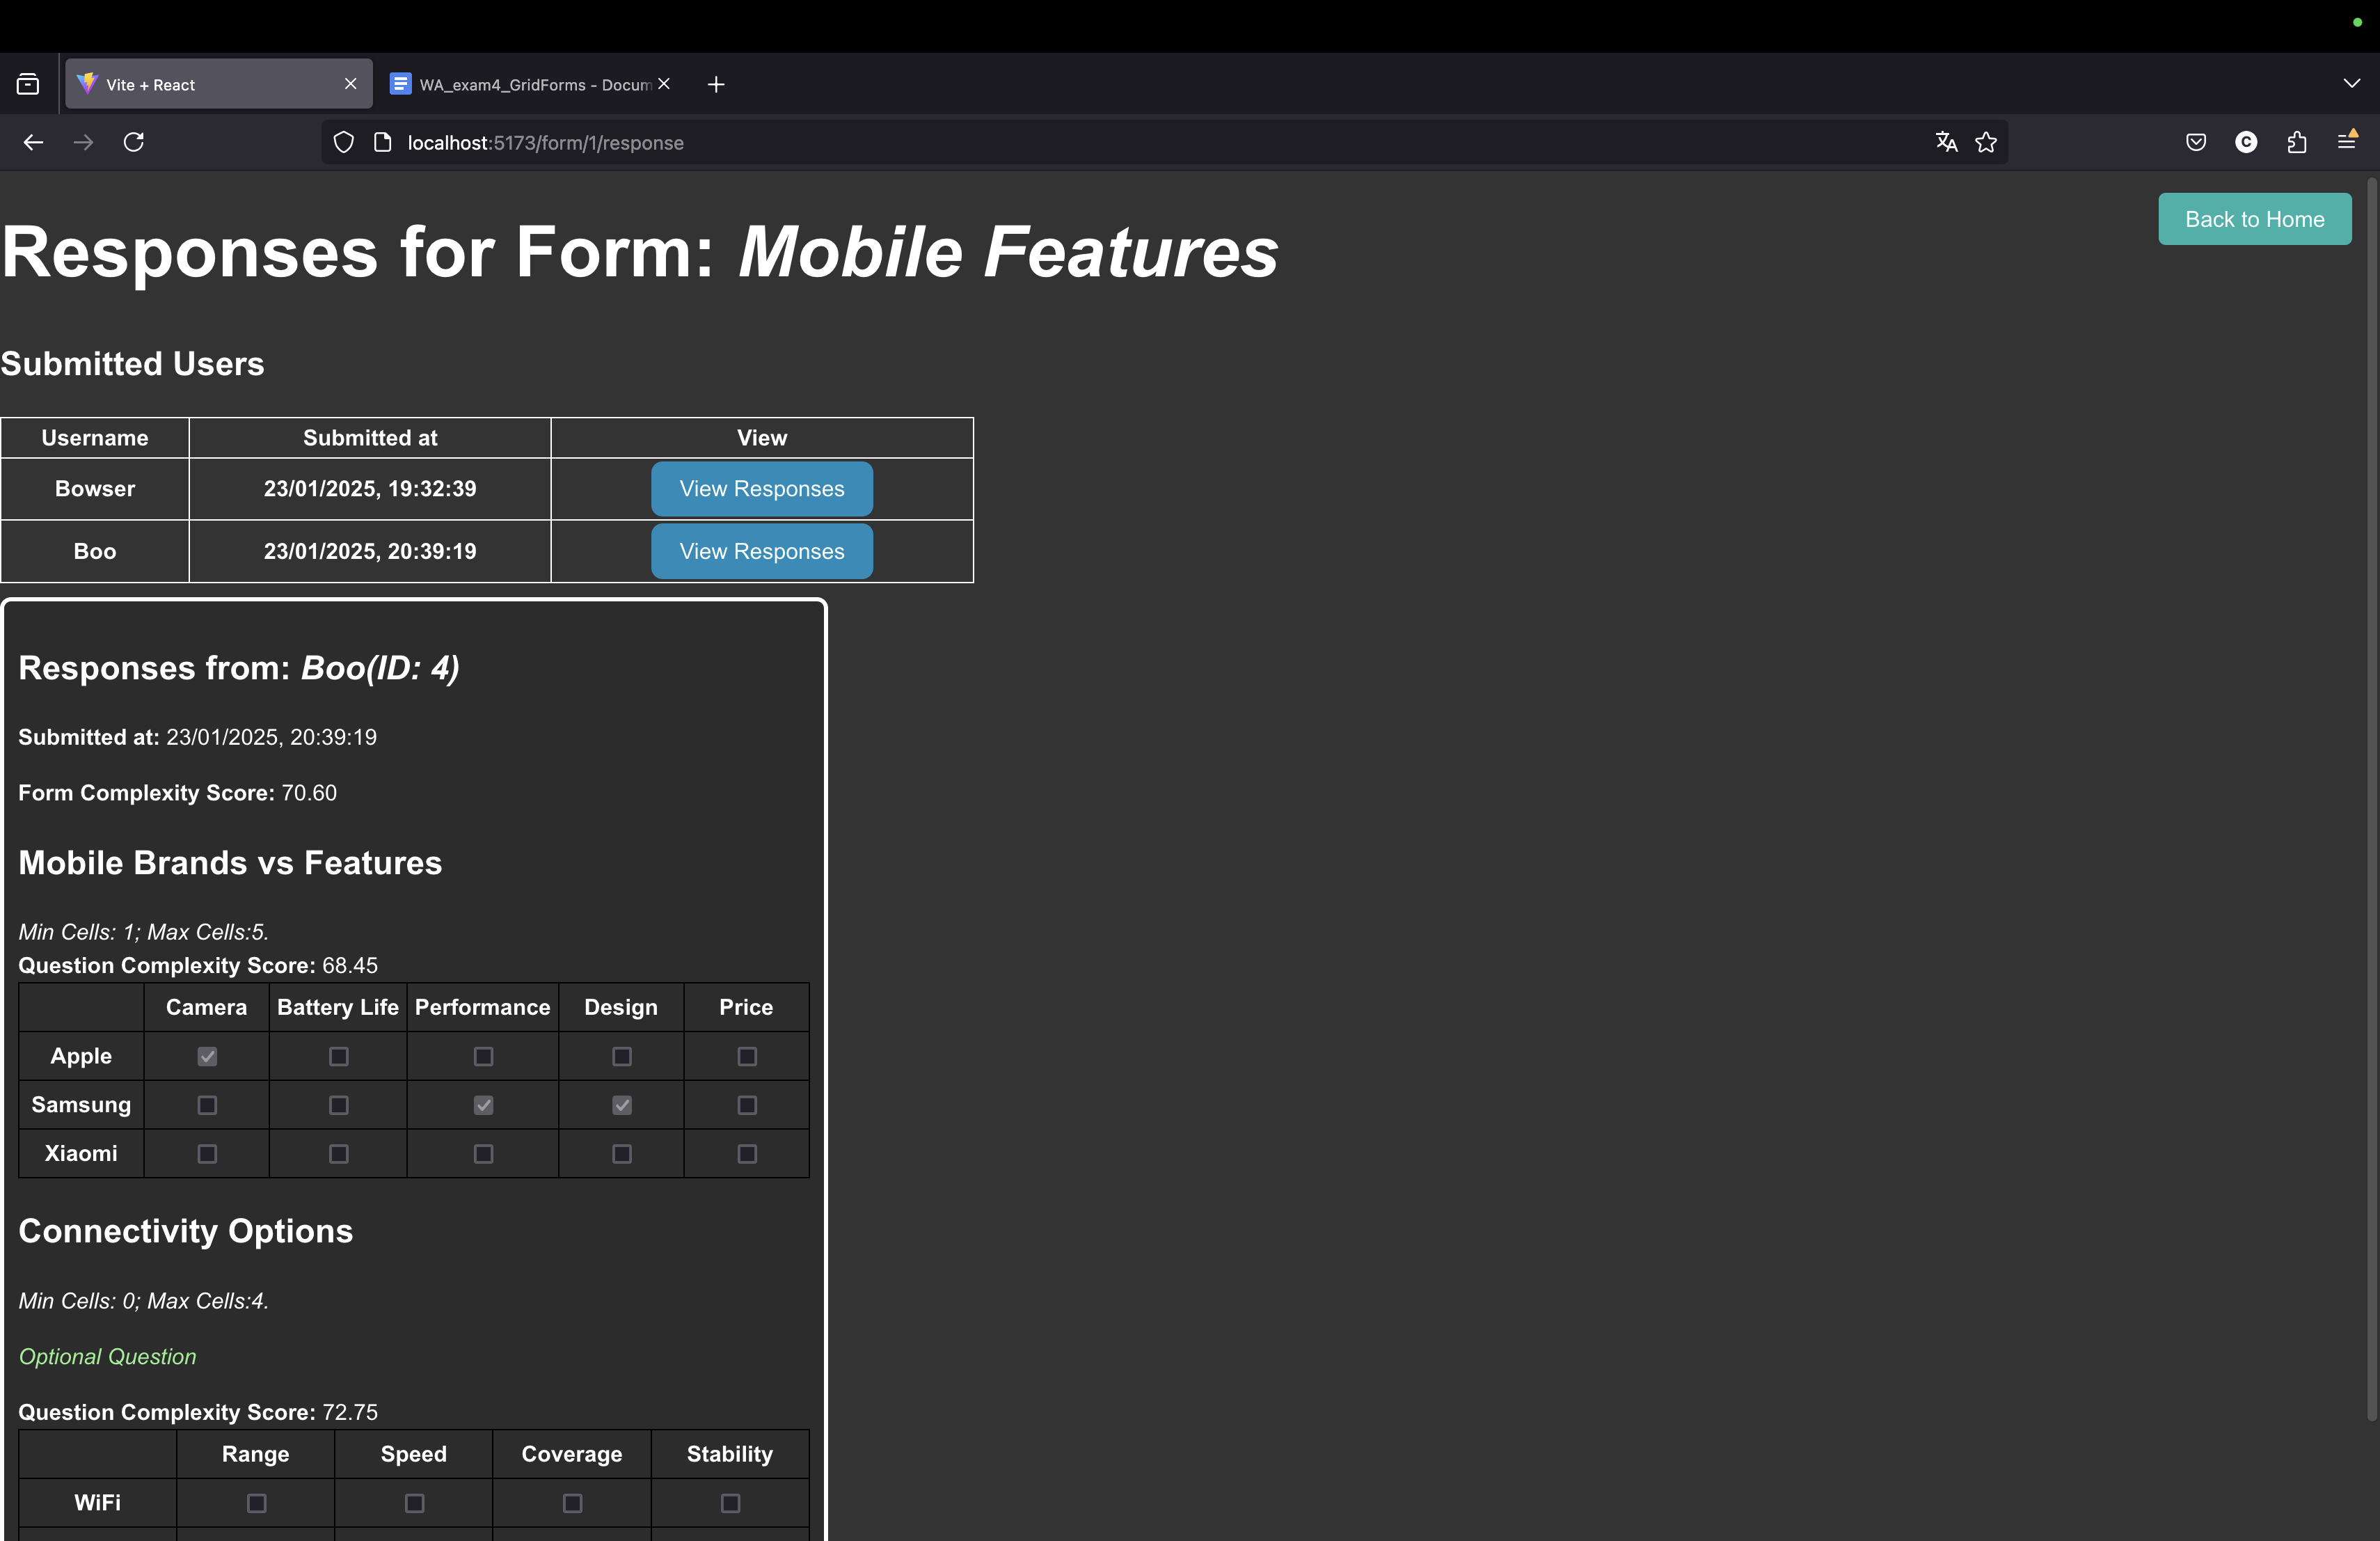 Vite + React
WA_exam4_GridForms - Docum
localhost:5173/form/1/response
C
Back to Home
Responses for Form: Mobile Features
Submitted Users
Username Submitted at View
Bowser 23/01/2025, 19:32:39 View Responses
Boo 23/01/2025, 20:39:19 View Responses
Responses from: Boo(ID: 4)
Submitted at: 23/01/2025, 20:39:19
Form Complexity Score: 70.60
Mobile Brands vs Features
Min Cells: 1; Max Cells:5.
Question Complexity Score: 68.45
Camera Battery Life Performance Design Price
Apple
Samsung
Xiaomi
Connectivity Options
Min Cells: 0; Max Cells:4.
Optional Question
Question Complexity Score: 72.75
Range Speed Coverage Stability
WiFi